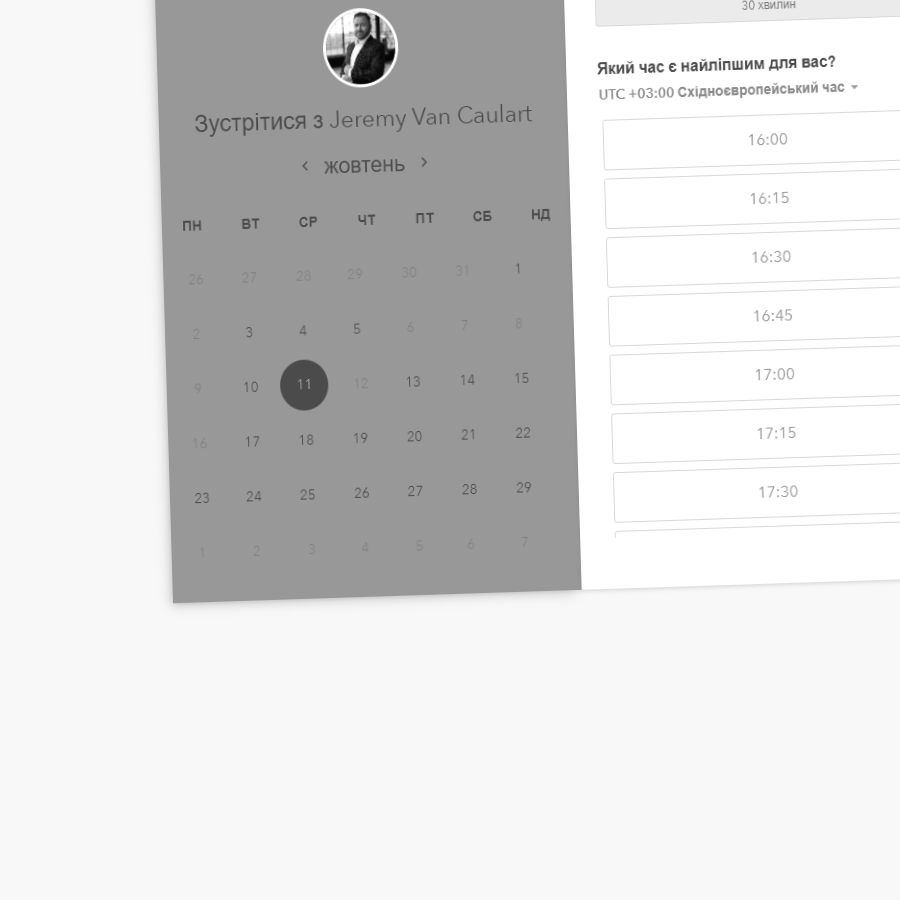 Зустрітися з Jeremy Van Caulart
‹ жовтень ›
ПН ВТ СР ЧТ ПТ СБ НД
26 27 28 29 30 31 1
2 3 4 5 6 7 8
9 10 11 12 13 14 15
16 17 18 19 20 21 22
23 24 25 26 27 28 29
1 2 3 4 5 6 7
30 хвилин
Який час є найліпшим для вас?
UTC +03:00 Східноєвропейський час
16:00
16:15
16:30
16:45
17:00
17:15
17:30